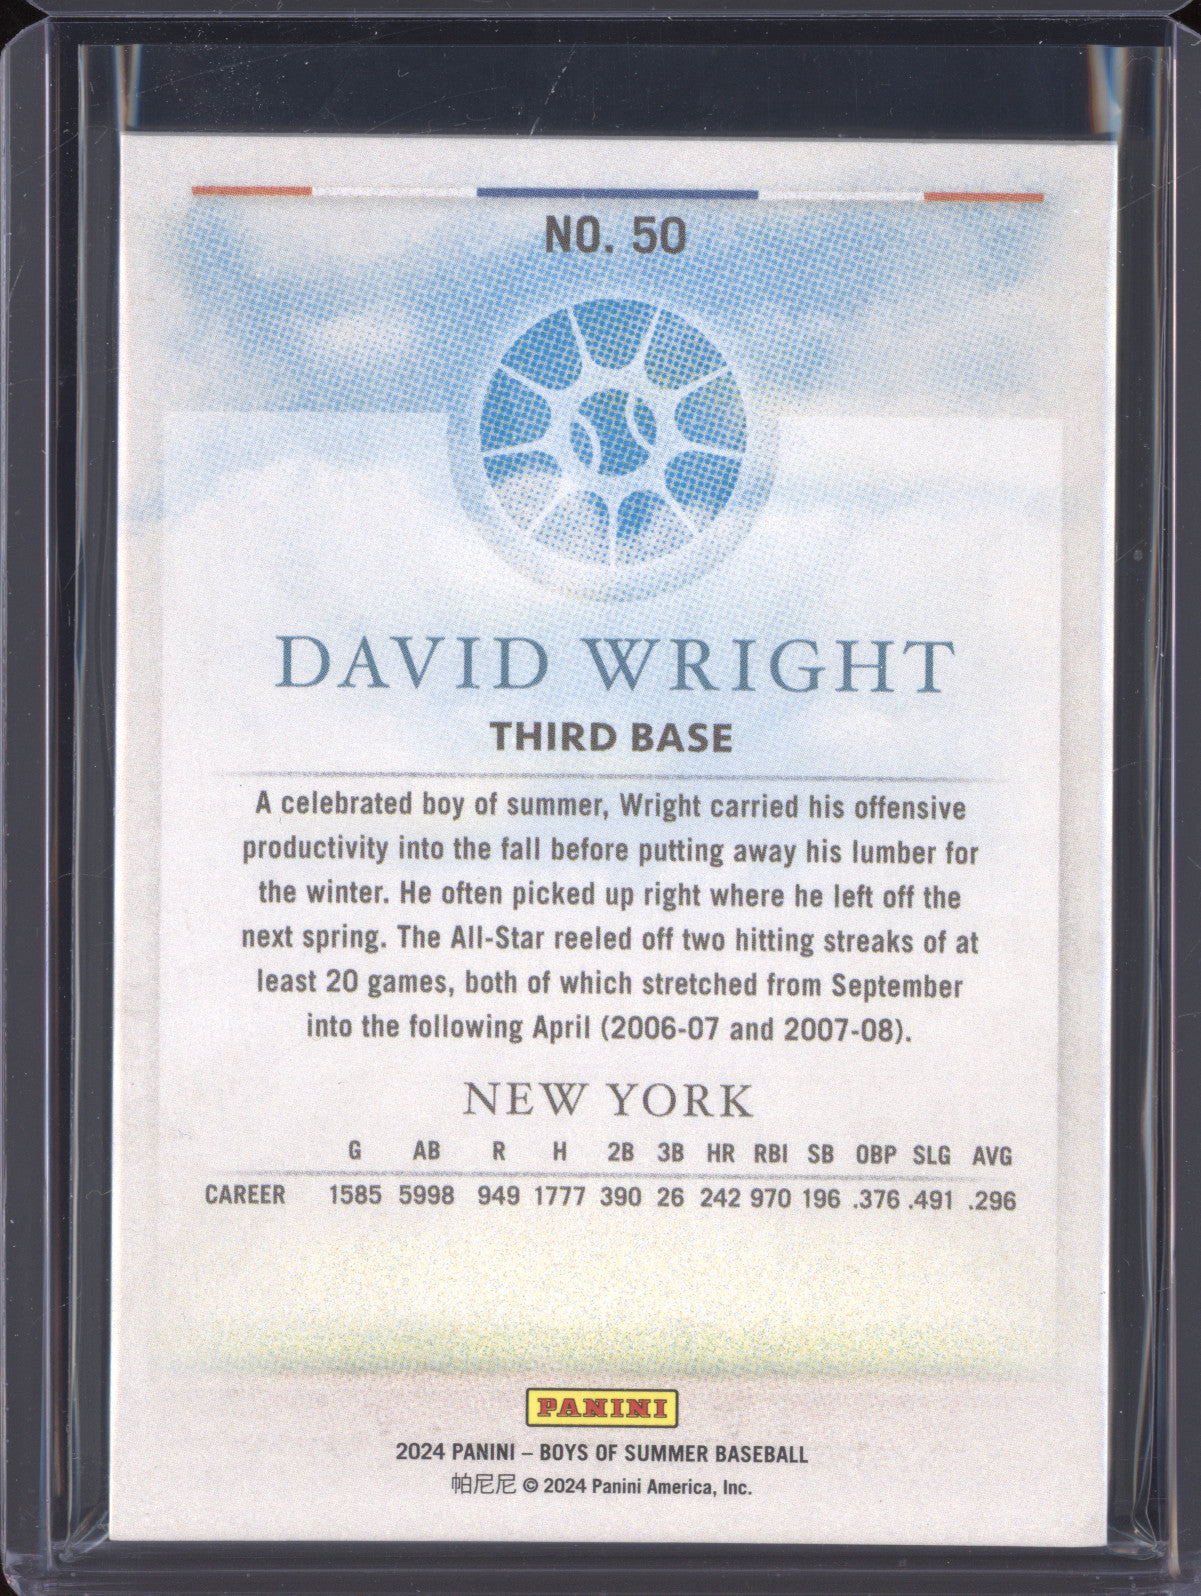 NO. 50
DAVID WRIGHT
THIRD BASE
A celebrated boy of summer, Wright carried his offensive
productivity into the fall before putting away his lumber for
the winter. He often picked up right where he left off the
next spring. The All-Star reeled off two hitting streaks of at
least 20 games, both of which stretched from September
into the following April (2006-07 and 2007-08).
NEW YORK
G AB R H 2B 3B HR RBI SB OBP SLG AVG
CAREER 1585 5998 949 1777 390 26 242 970 196 .376 .491 .296
PANINI
2024 PANINI – BOYS OF SUMMER BASEBALL
帕尼尼 © 2024 Panini America, Inc.